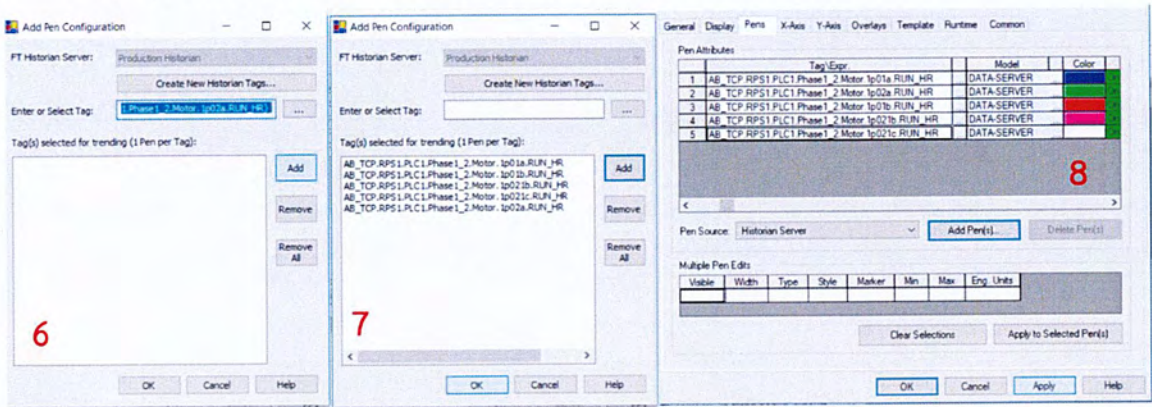 Add Pen Configuration
FT Historian Server: Production Historian
Create New Historian Tags...
Enter or Select Tag: 1.Phase1_2.Motor.1p02a.RUN_HR} ...
Tag(s) selected for trending (1 Pen per Tag):
Add
Remove
Remove All
6
OK Cancel Help
Add Pen Configuration
FT Historian Server: Production Historian
Create New Historian Tags...
Enter or Select Tag: ...
Tag(s) selected for trending (1 Pen per Tag):
AB_TCP.RPS1.PLC1.Phase1_2.Motor.1p01a.RUN_HR
AB_TCP.RPS1.PLC1.Phase1_2.Motor.1p01b.RUN_HR
AB_TCP.RPS1.PLC1.Phase1_2.Motor.1p021b.RUN_HR
AB_TCP.RPS1.PLC1.Phase1_2.Motor.1p021c.RUN_HR
AB_TCP.RPS1.PLC1.Phase1_2.Motor.1p02a.RUN_HR
Add
Remove
Remove All
7
OK Cancel Help
General Display Pens X-Axis Y-Axis Overlays Template Runtime Common
Pen Attributes
Tag\Expr. Model Color
1 AB_TCP.RPS1.PLC1.Phase1_2.Motor.1p01a.RUN_HR DATA-SERVER
2 AB_TCP.RPS1.PLC1.Phase1_2.Motor.1p02a.RUN_HR DATA-SERVER
3 AB_TCP.RPS1.PLC1.Phase1_2.Motor.1p01b.RUN_HR DATA-SERVER
4 AB_TCP.RPS1.PLC1.Phase1_2.Motor.1p021b.RUN_HR DATA-SERVER
5 AB_TCP.RPS1.PLC1.Phase1_2.Motor.1p021c.RUN_HR DATA-SERVER
8
Pen Source: Historian Server Add Pen(s)... Delete Pen(s)
Multiple Pen Edits
Visible Width Type Style Marker Min Max Eng. Units
Clear Selections Apply to Selected Pen(s)
OK Cancel Apply Help